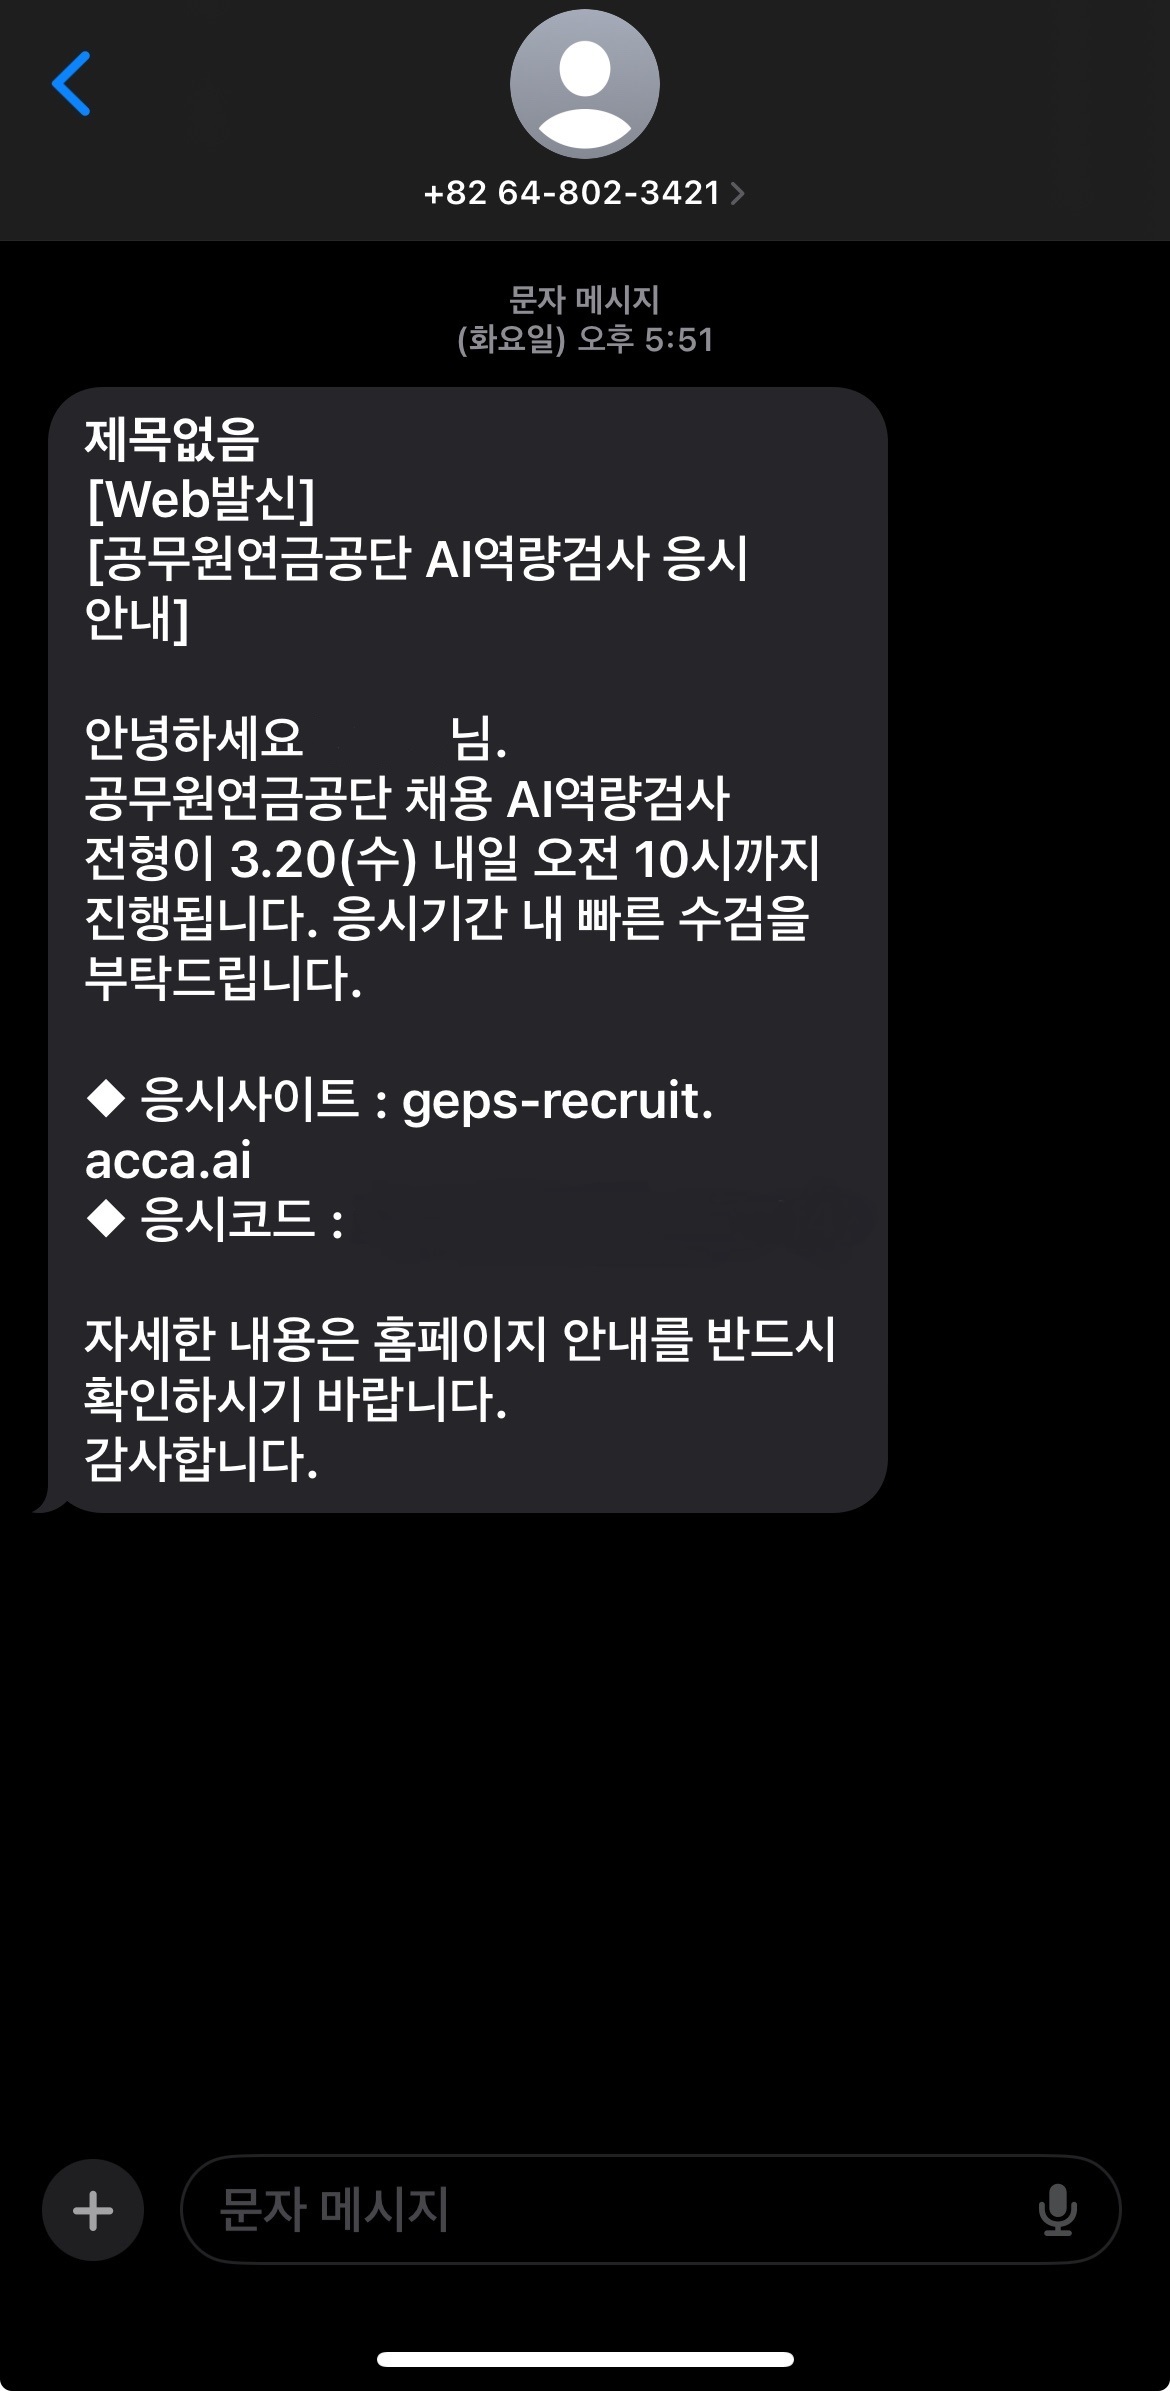 +82 64-802-3421
문자 메시지
(화요일) 오후 5:51
제목없음
[Web발신]
[공무원연금공단 AI역량검사 응시
안내]
안녕하세요 님.
공무원연금공단 채용 AI역량검사
전형이 3.20(수) 내일 오전 10시까지
진행됩니다. 응시기간 내 빠른 수검을
부탁드립니다.
◆ 응시사이트 : geps-recruit.
acca.ai
◆ 응시코드 :
자세한 내용은 홈페이지 안내를 반드시
확인하시기 바랍니다.
감사합니다.
문자 메시지